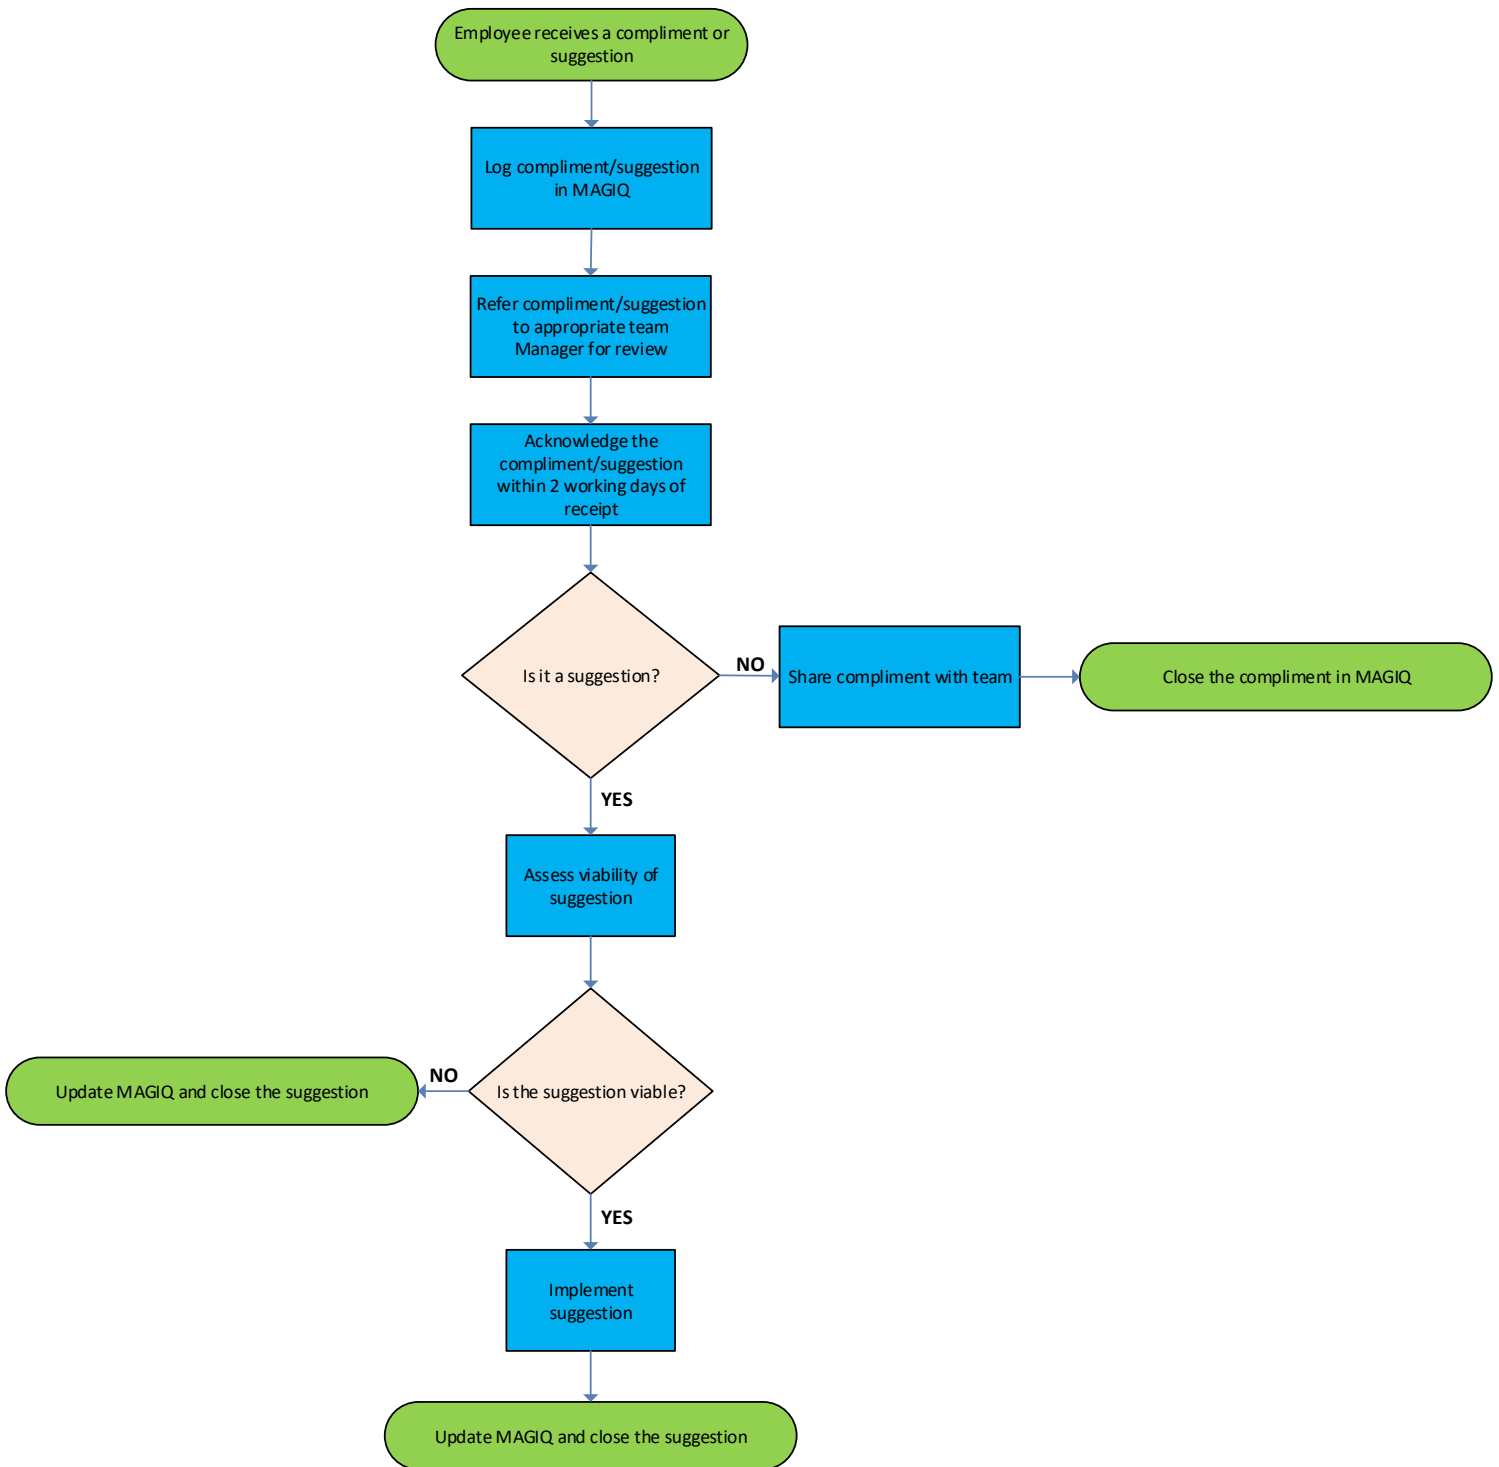 Employee receives a compliment or
suggestion
Log compliment/suggestion
in MAGIQ
Refer compliment/suggestion
to appropriate team
Manager for review
Acknowledge the
compliment/suggestion
within 2 working days of
receipt
Is it a suggestion?
NO
Share compliment with team
Close the compliment in MAGIQ
YES
Assess viability of
suggestion
Is the suggestion viable?
NO
Update MAGIQ and close the suggestion
YES
Implement
suggestion
Update MAGIQ and close the suggestion